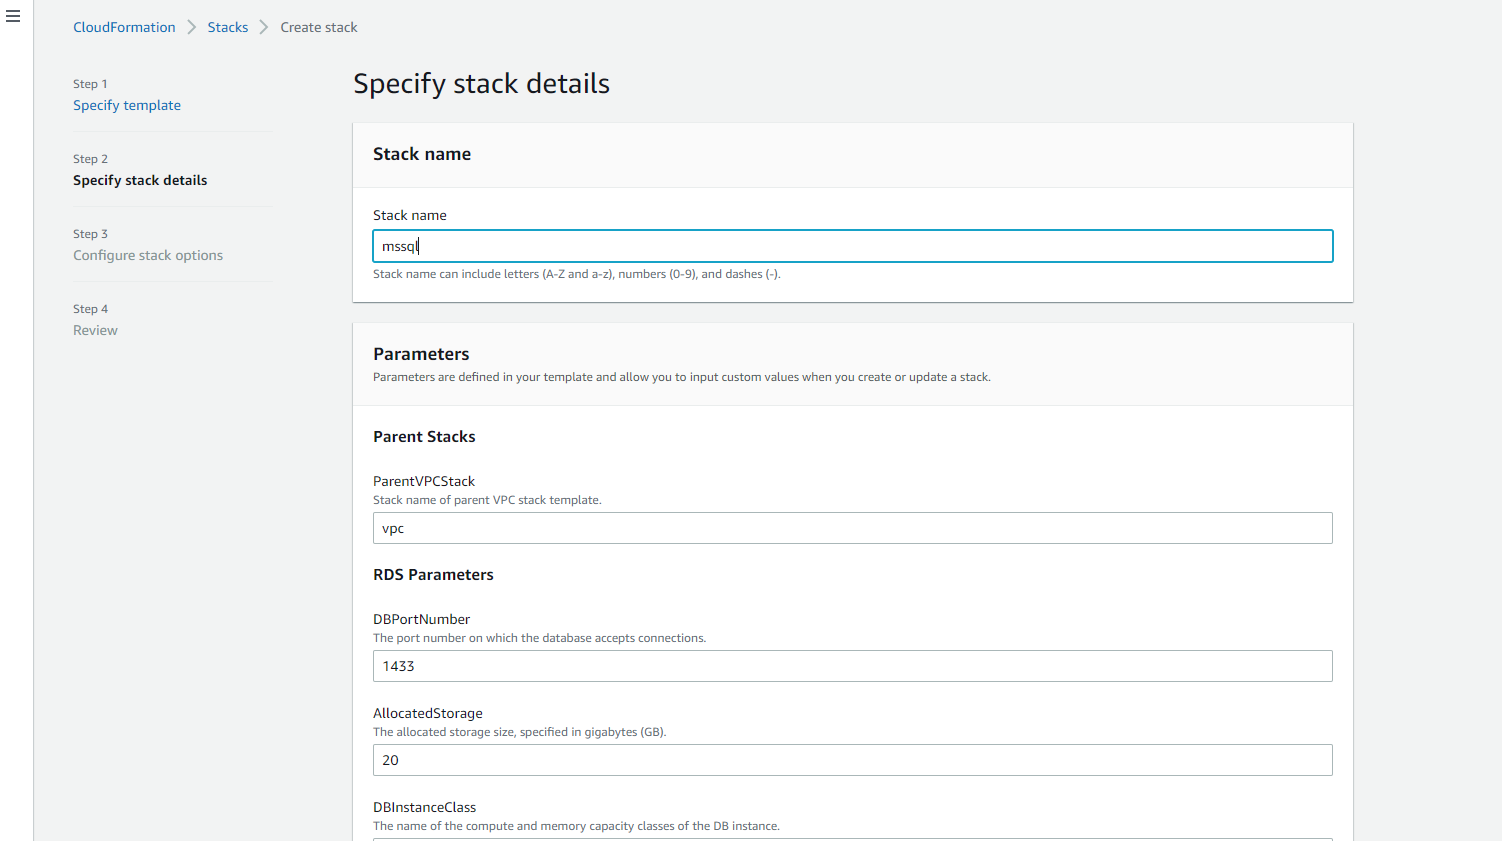 CloudFormation > Stacks > Create stack
Step 1
Specify template
Step 2
Specify stack details
Step 3
Configure stack options
Step 4
Review
Specify stack details
Stack name
Stack name
mssql
Stack name can include letters (A-Z and a-z), numbers (0-9), and dashes (-).
Parameters
Parameters are defined in your template and allow you to input custom values when you create or update a stack.
Parent Stacks
ParentVPCStack
Stack name of parent VPC stack template.
vpc
RDS Parameters
DBPortNumber
The port number on which the database accepts connections.
1433
AllocatedStorage
The allocated storage size, specified in gigabytes (GB).
20
DBInstanceClass
The name of the compute and memory capacity classes of the DB instance.